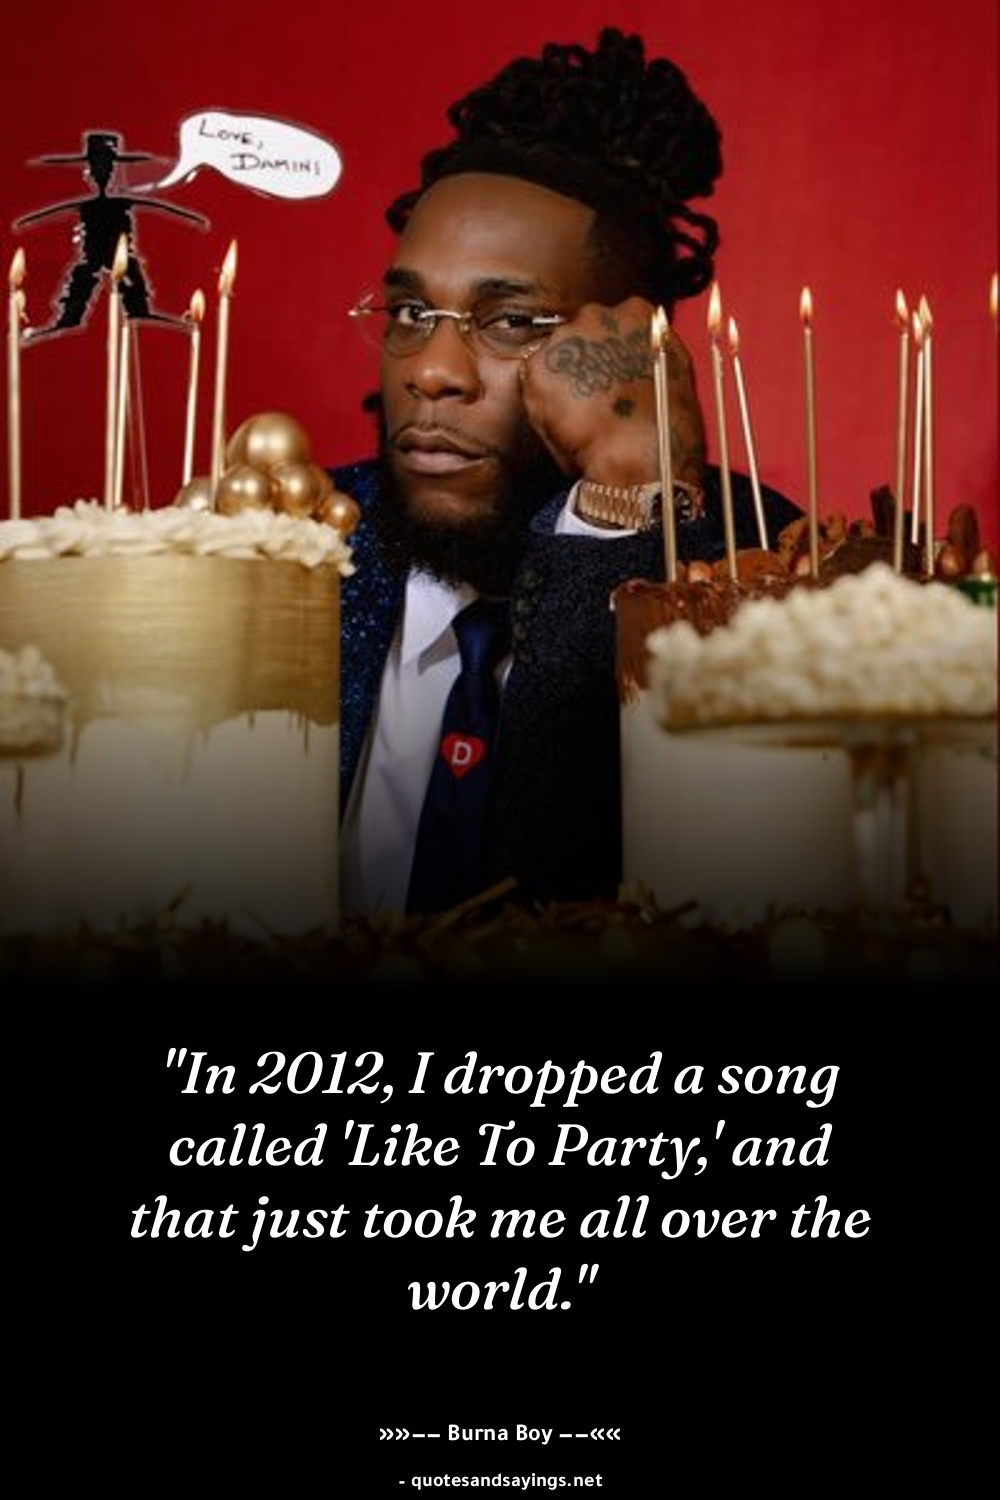 LOVE,
DAMINI
D
"In 2012, I dropped a song
called 'Like To Party,' and
that just took me all over the
world."
»»–– Burna Boy ––««
- quotesandsayings.net